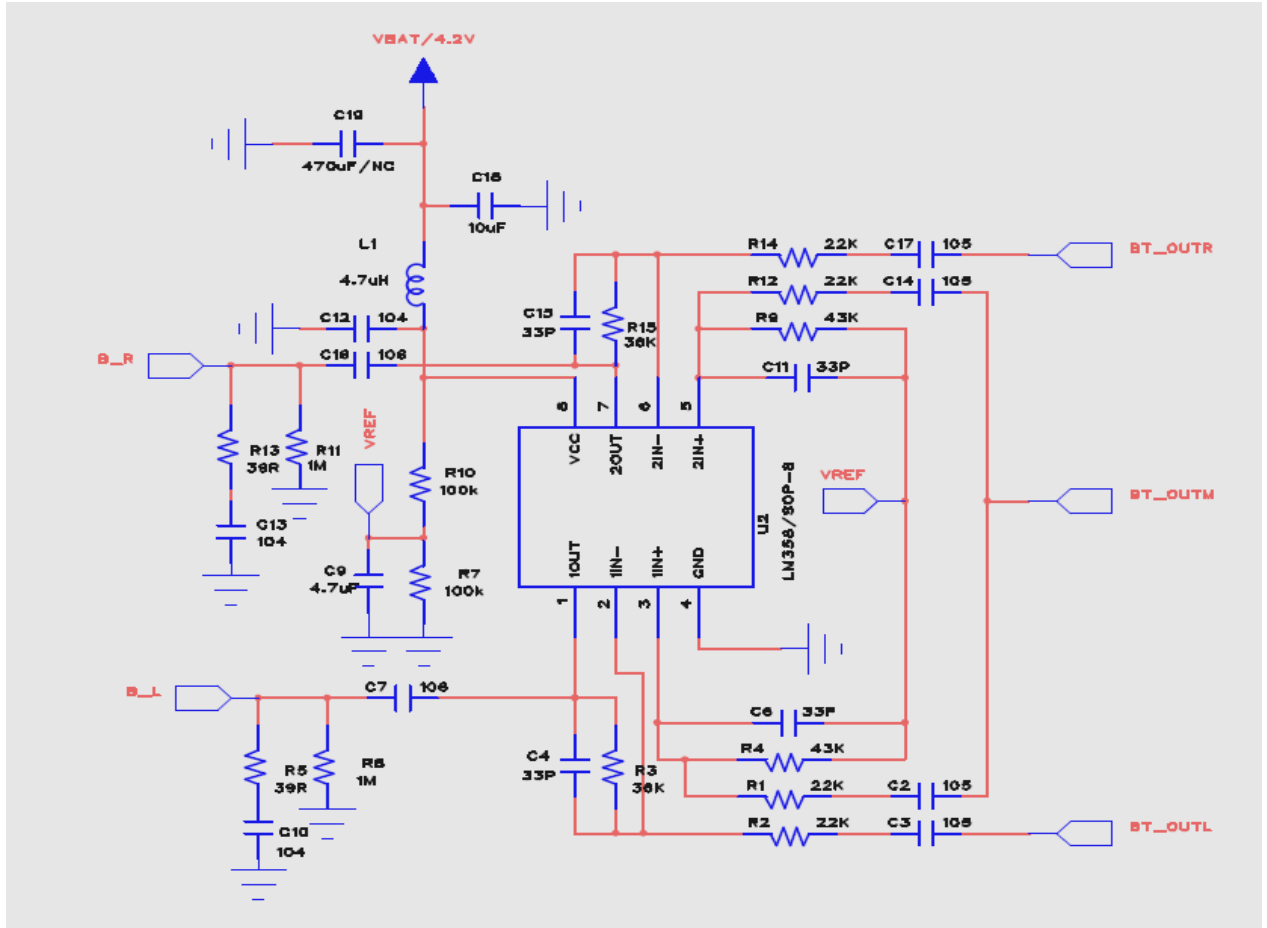 VBAT/4.2V
C19
470uF/NC
C16
10uF
L1
4.7uH
R14 22K C17 105
BT_OUTR
R12 22K C14 105
C12 104
C15
33P
R15
36K
R9 43K
B_R
C18 106
C11 33P
VREF
8 7 6 5
VCC 2OUT 2IN- 2IN+
R13
39R
R11
1M
R10
100k
VREF
BT_OUTM
U2
LN358/SOP-8
C13
104
C9
4.7uF
R7
100k
1OUT 1IN- 1IN+ GND
1 2 3 4
B_L
C7 106
C6 33P
R4 43K
C4
33P
R3
36K
R5
39R
R6
1M
R1 22K C2 105
R2 22K C3 105
BT_OUTL
C10
104